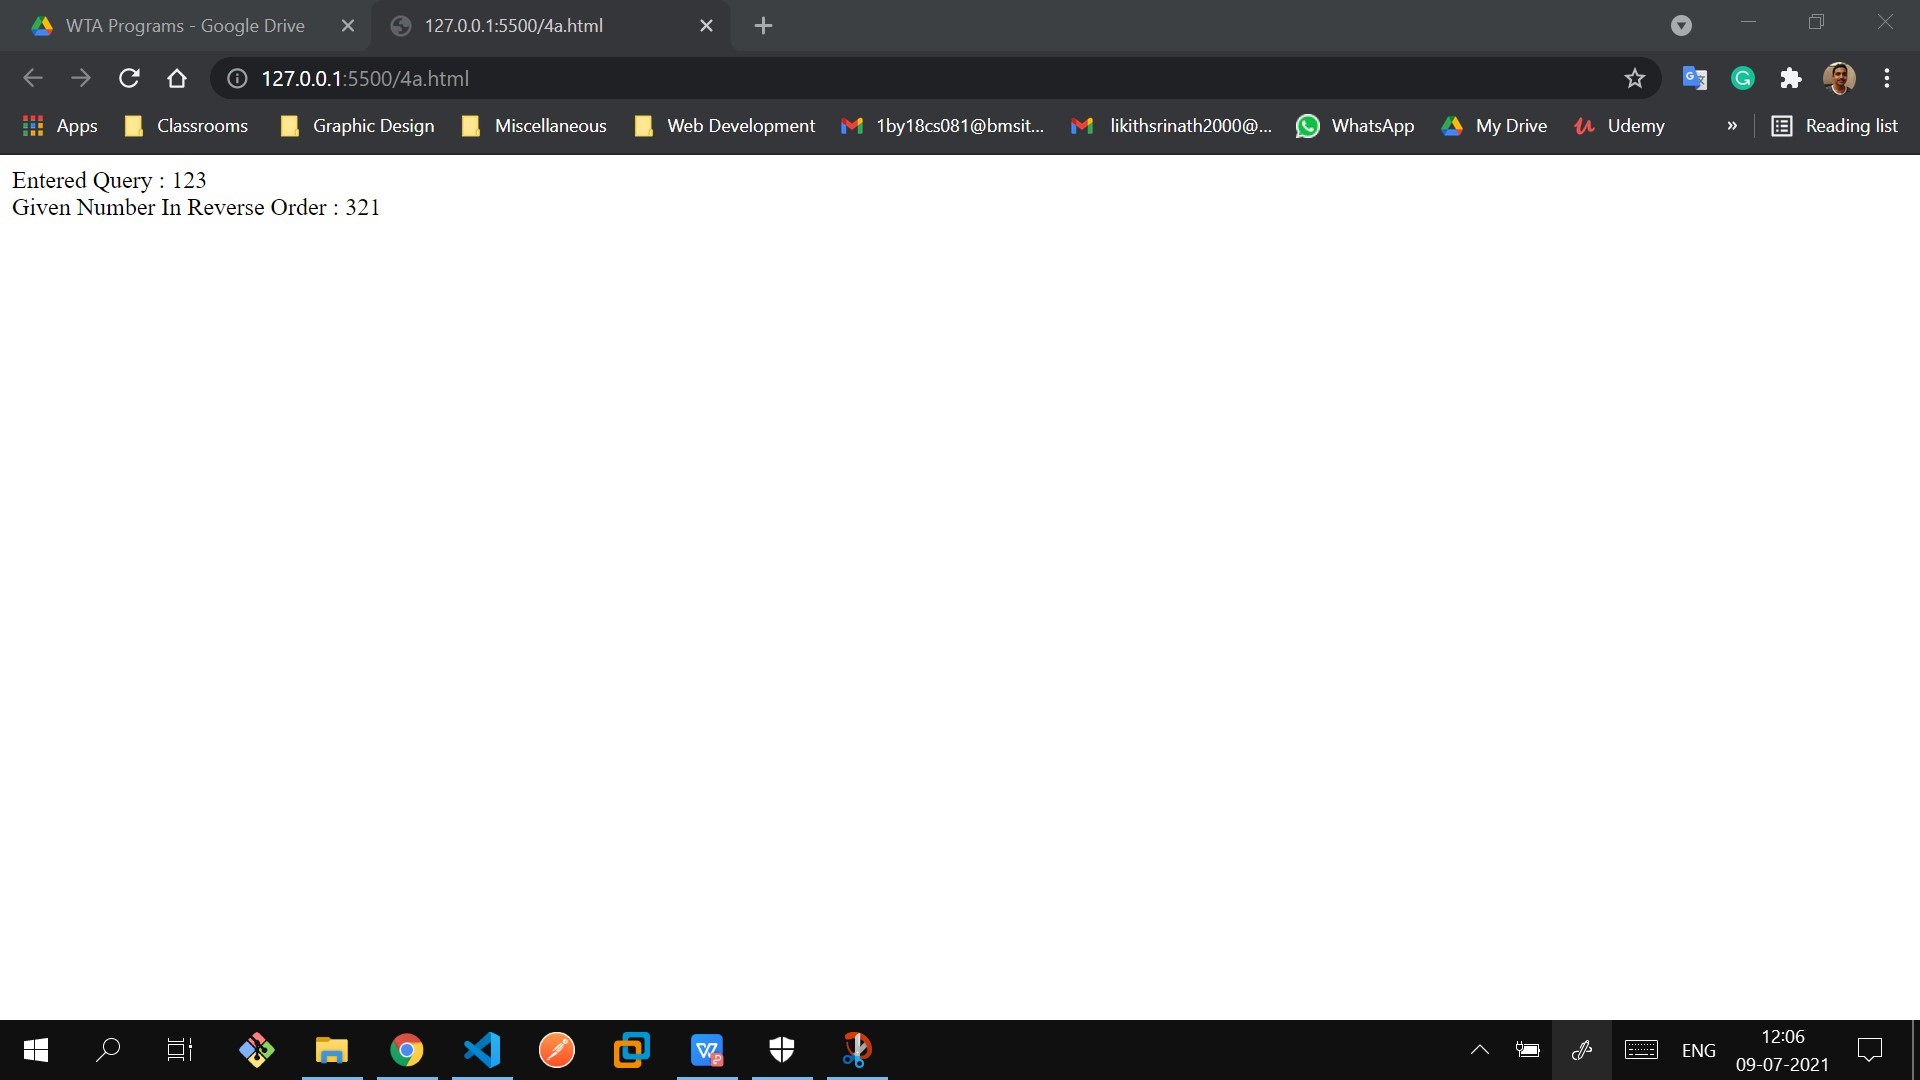 WTA Programs - Google Drive
127.0.0.1:5500/4a.html
127.0.0.1:5500/4a.html
Apps Classrooms Graphic Design Miscellaneous Web Development 1by18cs081@bmsit... likithsrinath2000@... WhatsApp My Drive Udemy » Reading list
Entered Query : 123
Given Number In Reverse Order : 321
ENG
12:06
09-07-2021